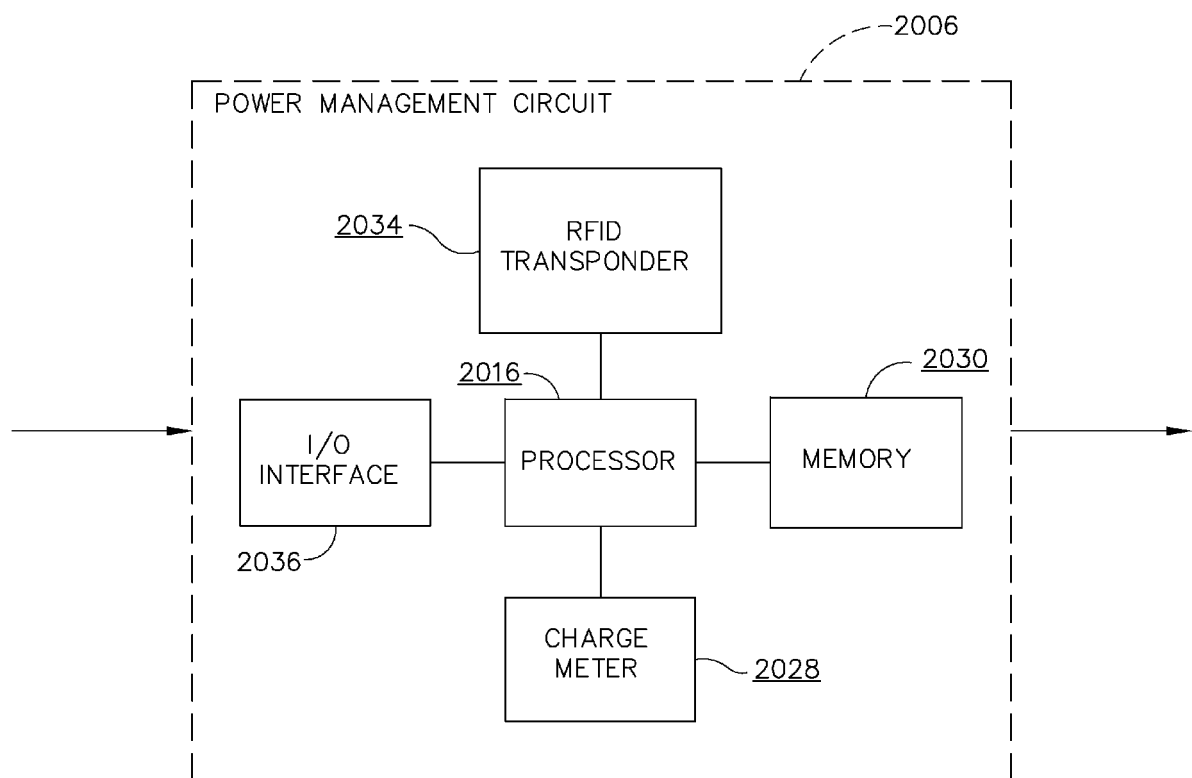 2006
POWER MANAGEMENT CIRCUIT
2034
RFID
TRANSPONDER
2016
2030
I/O
INTERFACE
PROCESSOR
MEMORY
2036
CHARGE
METER
2028